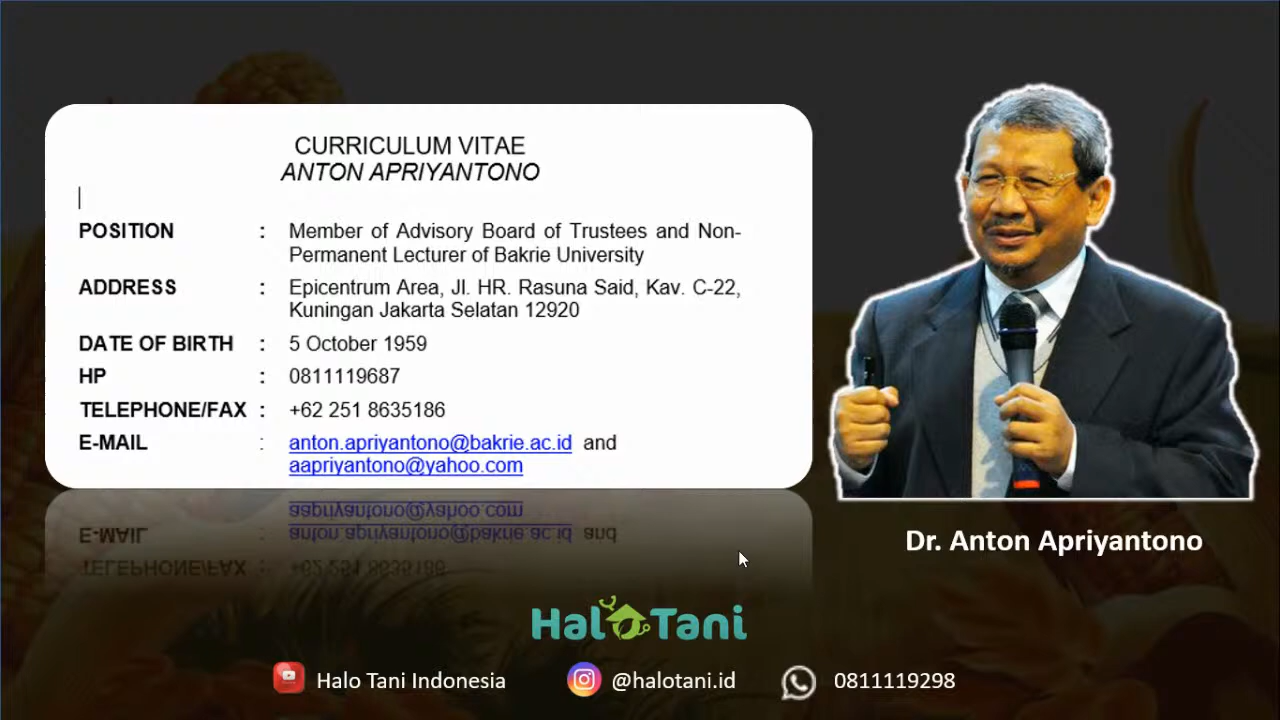 CURRICULUM VITAE
ANTON APRIYANTONO
POSITION : Member of Advisory Board of Trustees and Non-
Permanent Lecturer of Bakrie University
ADDRESS : Epicentrum Area, Jl. HR. Rasuna Said, Kav. C-22,
Kuningan Jakarta Selatan 12920
DATE OF BIRTH : 5 October 1959
HP : 0811119687
TELEPHONE/FAX : +62 251 8635186
E-MAIL : anton.apriyantono@bakrie.ac.id and
aapriyantono@yahoo.com
Dr. Anton Apriyantono
Halo Tani
Halo Tani Indonesia
@halotani.id
0811119298